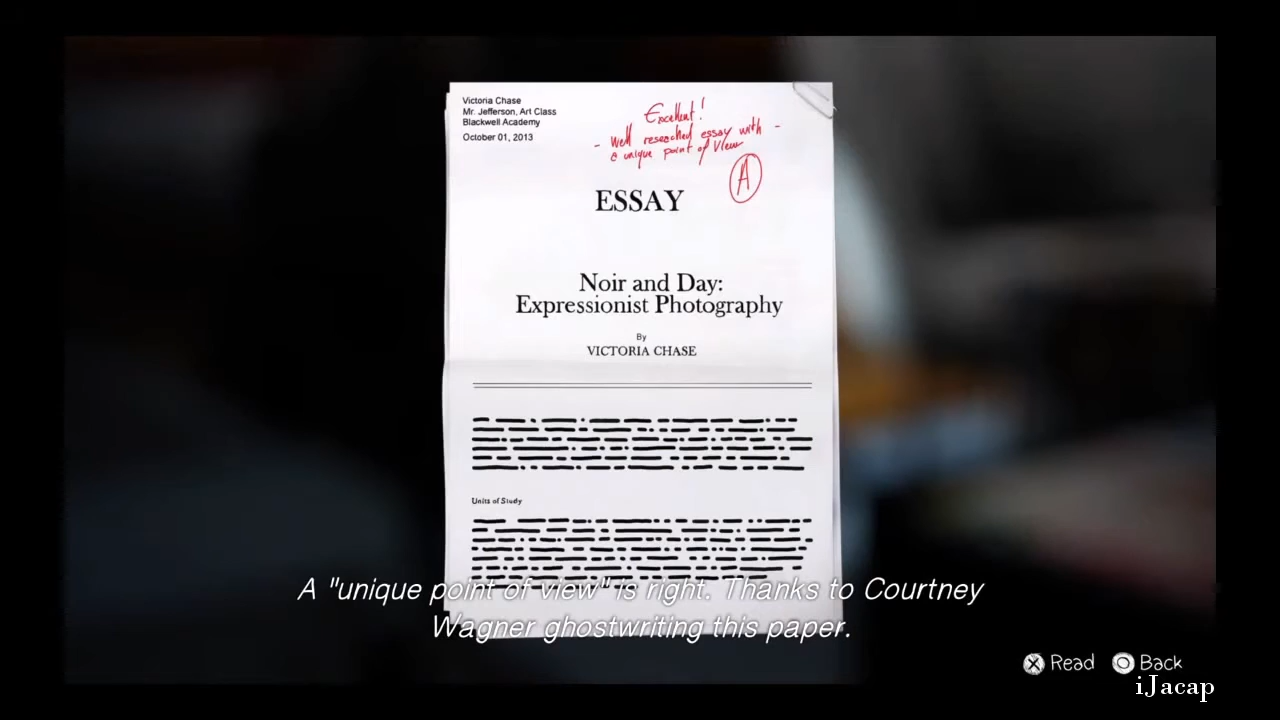 Victoria Chase
Mr. Jefferson, Art Class
Blackwell Academy
October 01, 2013
Excellent!
- Well reseached essay with -
a unique point of View
A
ESSAY
Noir and Day:
Expressionist Photography
By
VICTORIA CHASE
Units of Study
A "unique point of view" is right. Thanks to Courtney
Wagner ghostwriting this paper.
Read
Back
iJacap